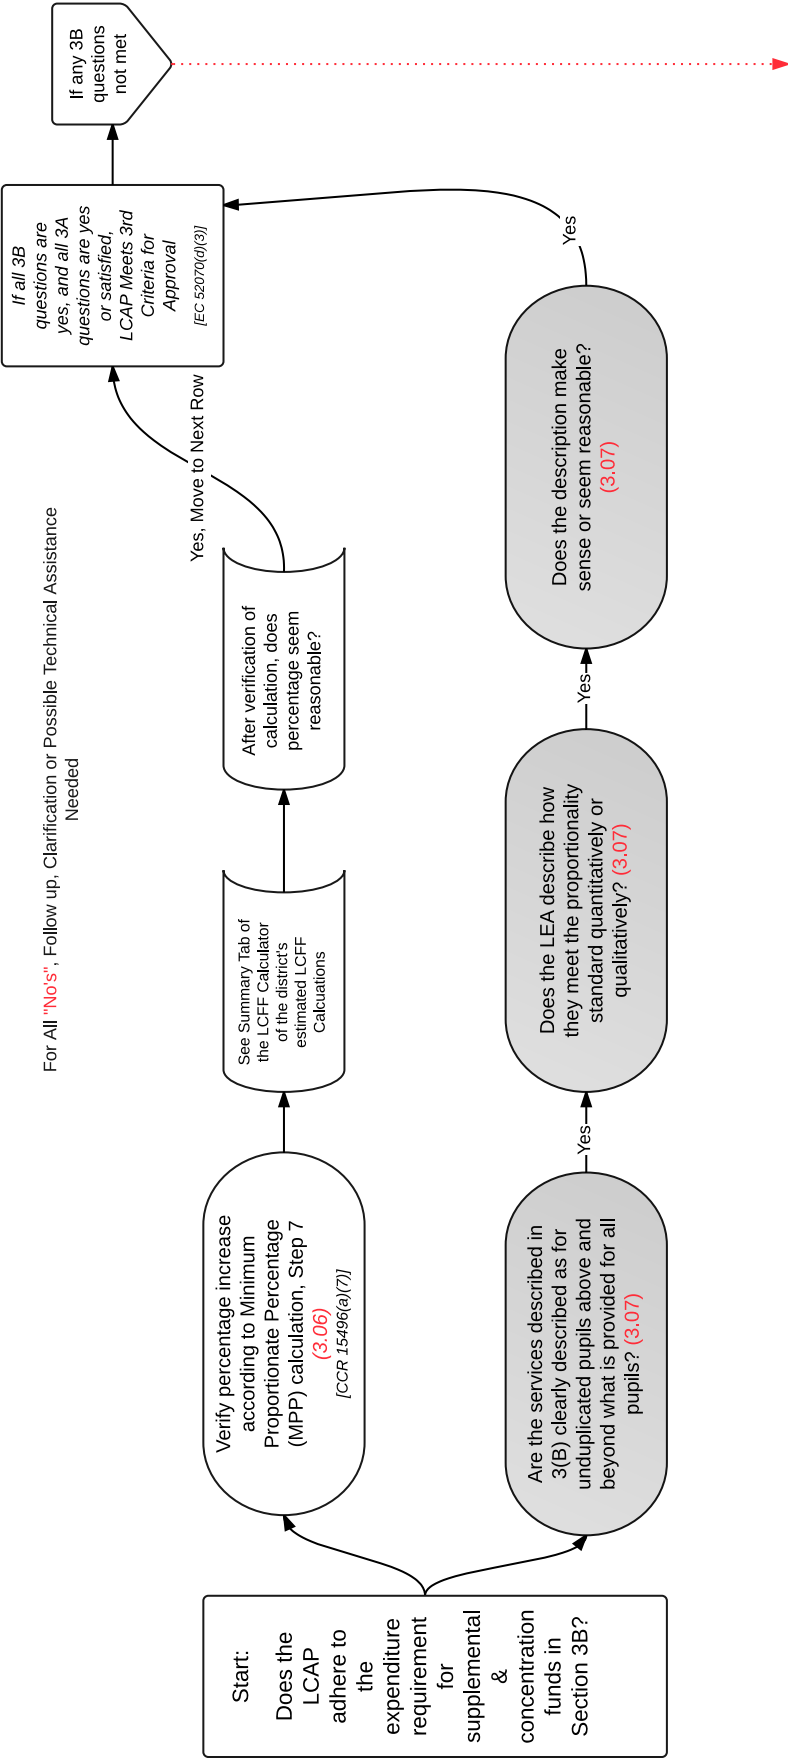 Start:
Does the
LCAP
adhere to
the
expenditure
requirement
for
supplemental
&
concentration
funds in
Section 3B?
For All "No's", Follow up, Clarification or Possible Technical Assistance
Needed
Verify percentage increase
according to Minimum
Proportionate Percentage
(MPP) calculation, Step 7
(3.06)
[CCR 15496(a)(7)]
See Summary Tab of
the LCFF Calculator
of the district's
estimated LCFF
Calcuations
After verification of
calculation, does
percentage seem
reasonable?
Yes, Move to Next Row
If all 3B
questions are
yes, and all 3A
questions are yes
or satisfied,
LCAP Meets 3rd
Criteria for
Approval
[EC 52070(d)(3)]
If any 3B
questions
not met
Are the services described in
3(B) clearly described as for
unduplicated pupils above and
beyond what is provided for all
pupils? (3.07)
Yes
Does the LEA describe how
they meet the proportionality
standard quantitatively or
qualitatively? (3.07)
Yes
Does the description make
sense or seem reasonable?
(3.07)
Yes